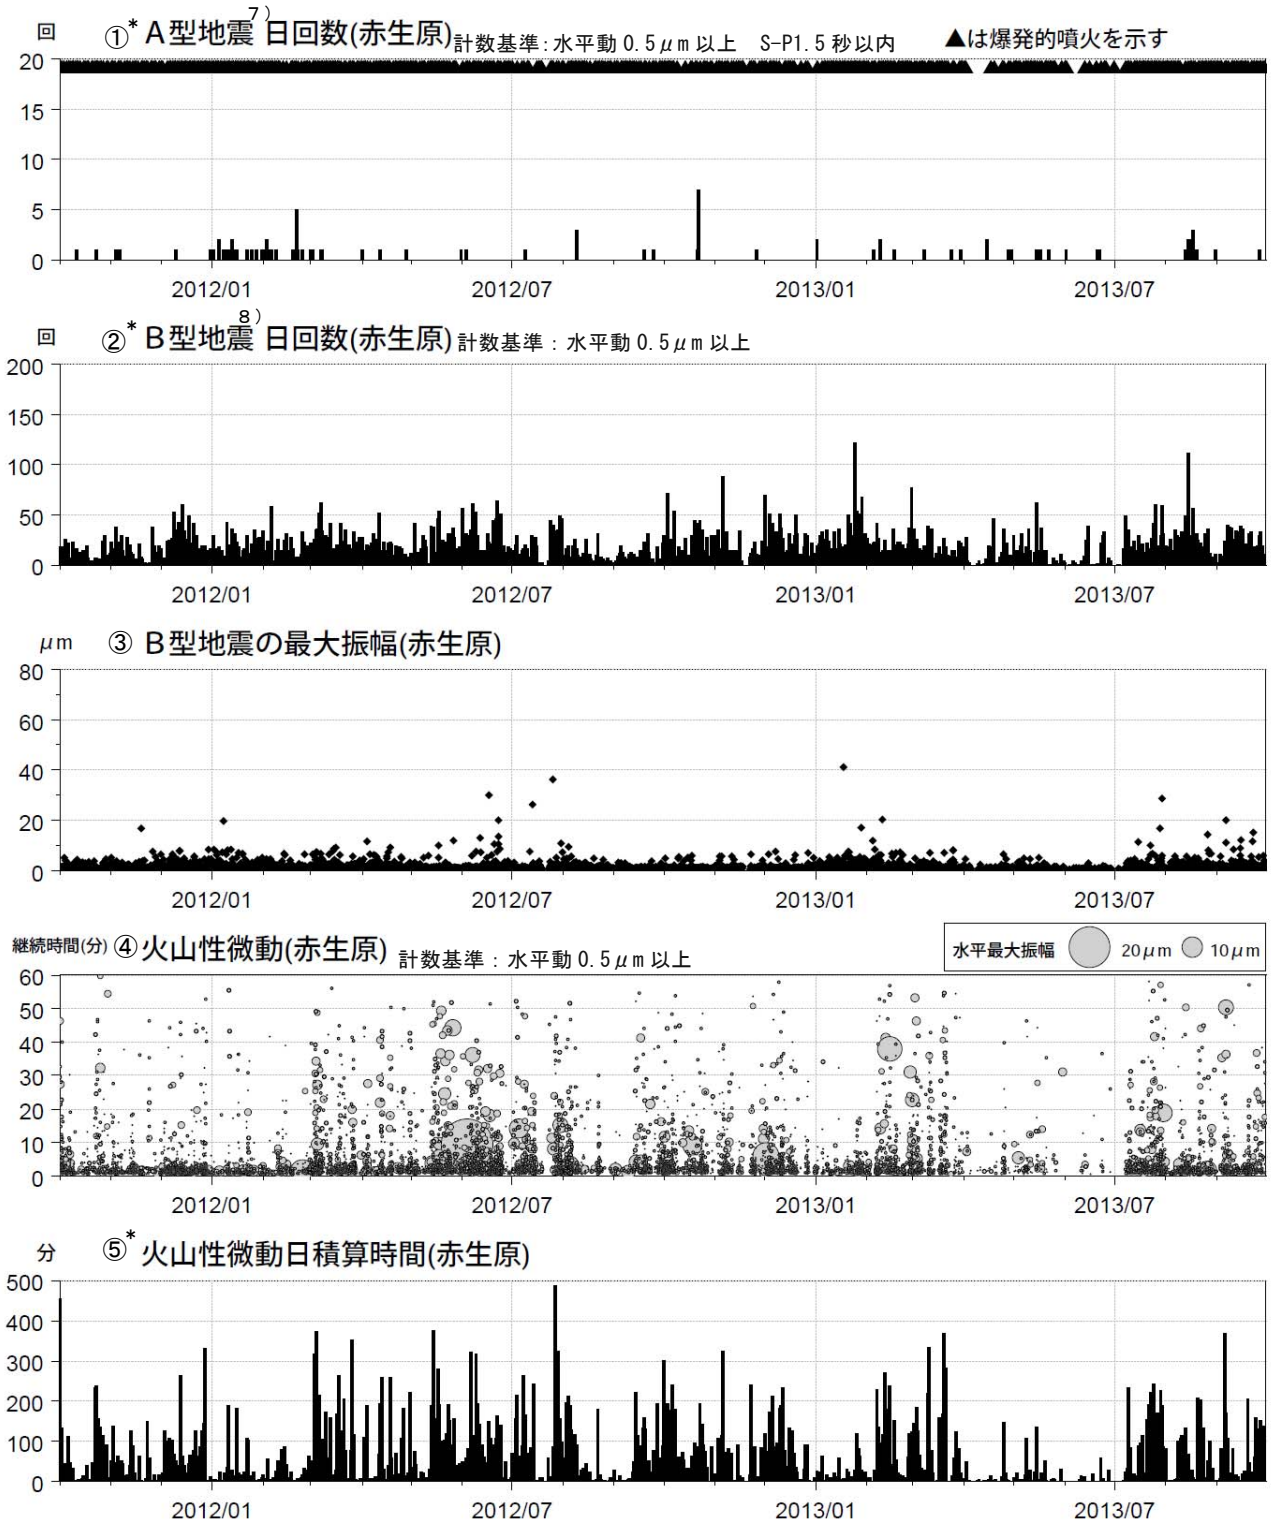 回 ①* A型地震7) 日回数(赤生原) 計数基準:水平動0.5μm以上 S-P1.5秒以内 ▲は爆発的噴火を示す
20
15
10
5
0
2012/01 2012/07 2013/01 2013/07
回 ②* B型地震8) 日回数(赤生原) 計数基準:水平動0.5μm以上
200
150
100
50
0
2012/01 2012/07 2013/01 2013/07
μm ③ B型地震の最大振幅(赤生原)
80
60
40
20
0
2012/01 2012/07 2013/01 2013/07
継続時間(分) ④火山性微動(赤生原) 計数基準:水平動0.5μm以上 水平最大振幅 20μm 10μm
60
50
40
30
20
10
0
2012/01 2012/07 2013/01 2013/07
分 ⑤* 火山性微動日積算時間(赤生原)
500
400
300
200
100
0
2012/01 2012/07 2013/01 2013/07